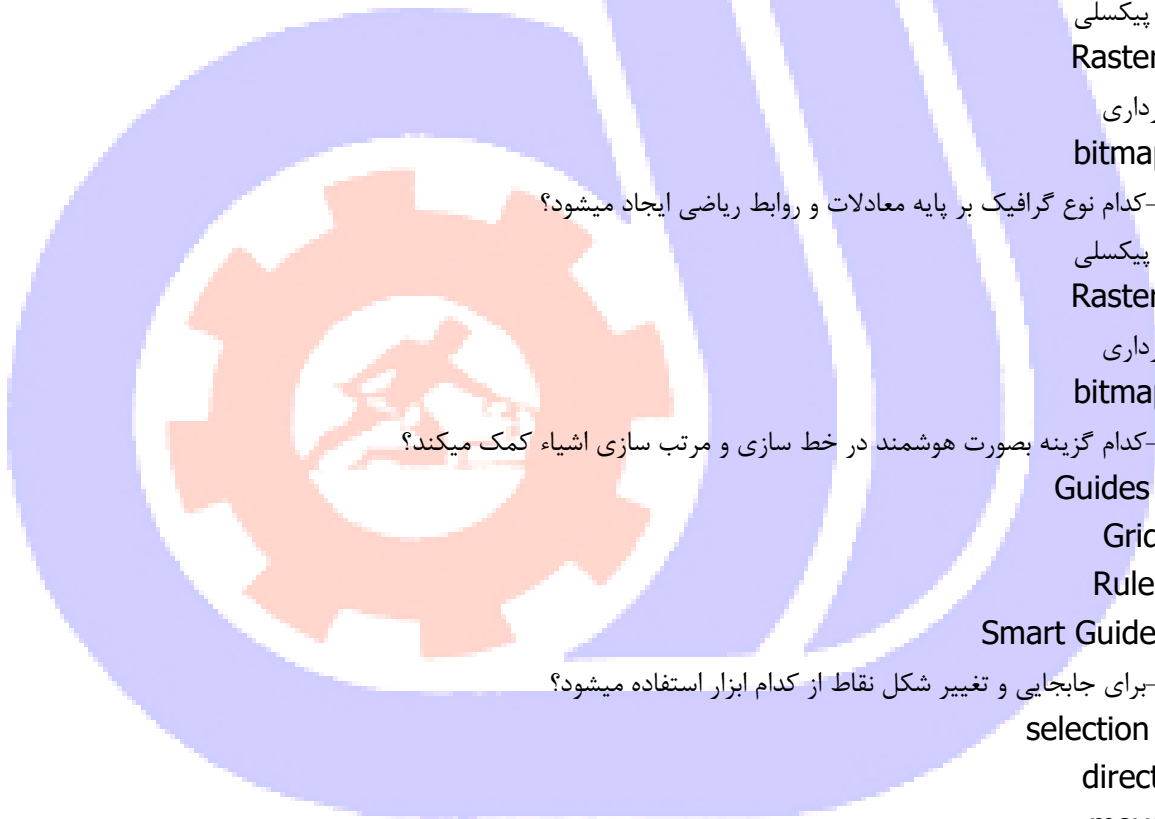 پیکسلی
Raster
رداری
bitmap
-کدام نوع گرافیک بر پایه معادلات و روابط ریاضی ایجاد میشود؟
پیکسلی
Raster
رداری
bitmap
-کدام گزینه بصورت هوشمند در خط سازی و مرتب سازی اشیاء کمک میکند؟
Guides
Grid
Rule
Smart Guide
-برای جابجایی و تغییر شکل نقاط از کدام ابزار استفاده میشود؟
selection
direct